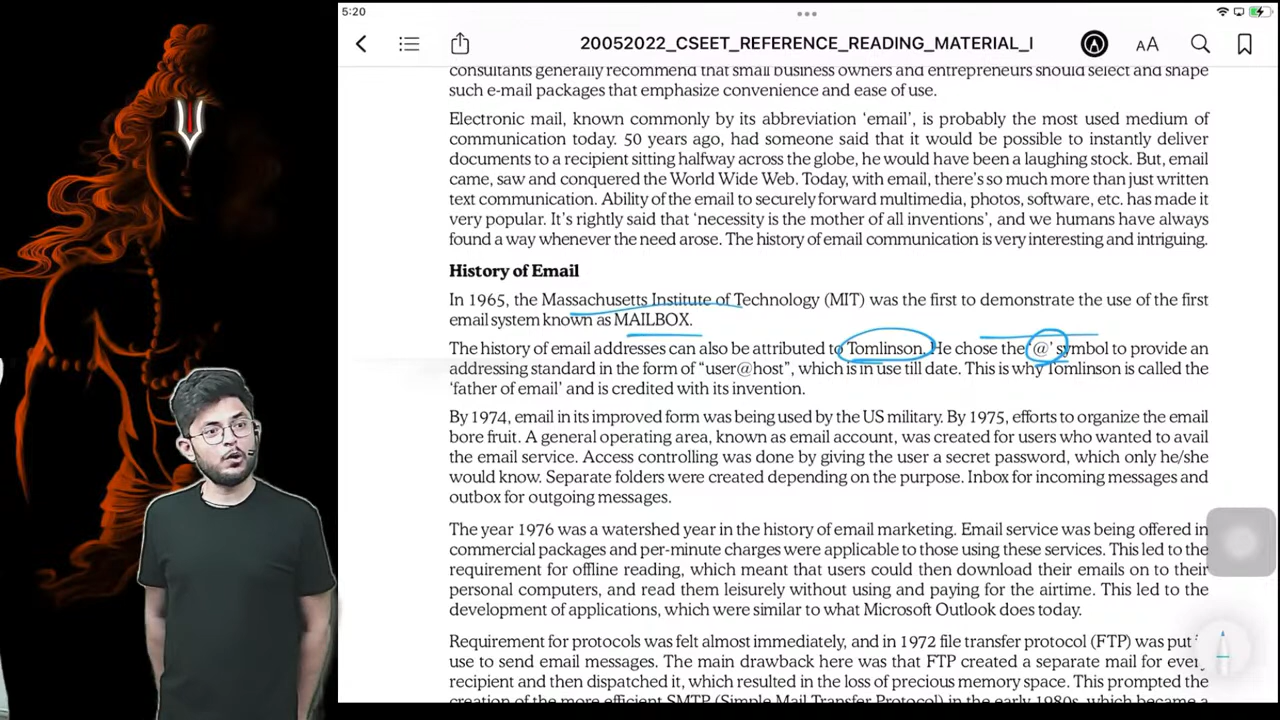 5:20
20052022_CSEET_REFERENCE_READING_MATERIAL_I
AA
consultants generally recommend that small business owners and entrepreneurs should select and shape
such e-mail packages that emphasize convenience and ease of use.
Electronic mail, known commonly by its abbreviation ‘email’, is probably the most used medium of
communication today. 50 years ago, had someone said that it would be possible to instantly deliver
documents to a recipient sitting halfway across the globe, he would have been a laughing stock. But, email
came, saw and conquered the World Wide Web. Today, with email, there’s so much more than just written
text communication. Ability of the email to securely forward multimedia, photos, software, etc. has made it
very popular. It’s rightly said that ‘necessity is the mother of all inventions’, and we humans have always
found a way whenever the need arose. The history of email communication is very interesting and intriguing.
History of Email
In 1965, the Massachusetts Institute of Technology (MIT) was the first to demonstrate the use of the first
email system known as MAILBOX.
The history of email addresses can also be attributed to Tomlinson. He chose the ‘@’ symbol to provide an
addressing standard in the form of “user@host”, which is in use till date. This is why Tomlinson is called the
‘father of email’ and is credited with its invention.
By 1974, email in its improved form was being used by the US military. By 1975, efforts to organize the email
bore fruit. A general operating area, known as email account, was created for users who wanted to avail
the email service. Access controlling was done by giving the user a secret password, which only he/she
would know. Separate folders were created depending on the purpose. Inbox for incoming messages and
outbox for outgoing messages.
The year 1976 was a watershed year in the history of email marketing. Email service was being offered in
commercial packages and per-minute charges were applicable to those using these services. This led to the
requirement for offline reading, which meant that users could then download their emails on to their
personal computers, and read them leisurely without using and paying for the airtime. This led to the
development of applications, which were similar to what Microsoft Outlook does today.
Requirement for protocols was felt almost immediately, and in 1972 file transfer protocol (FTP) was put
use to send email messages. The main drawback here was that FTP created a separate mail for every
recipient and then dispatched it, which resulted in the loss of precious memory space. This prompted the
creation of the more efficient SMTP (Simple Mail Transfer Protocol) in the early 1980s, which became a